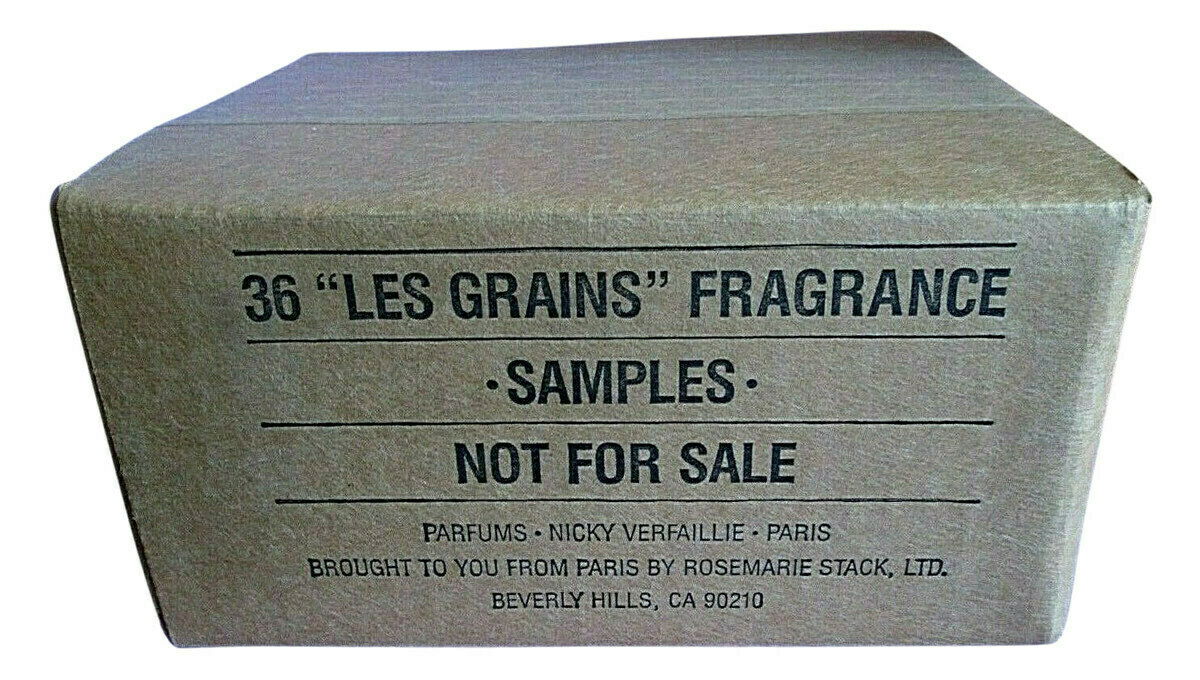 36 “LES GRAINS” FRAGRANCE
·SAMPLES·
NOT FOR SALE
PARFUMS · NICKY VERFAILLIE · PARIS
BROUGHT TO YOU FROM PARIS BY ROSEMARIE STACK, LTD.
BEVERLY HILLS, CA 90210